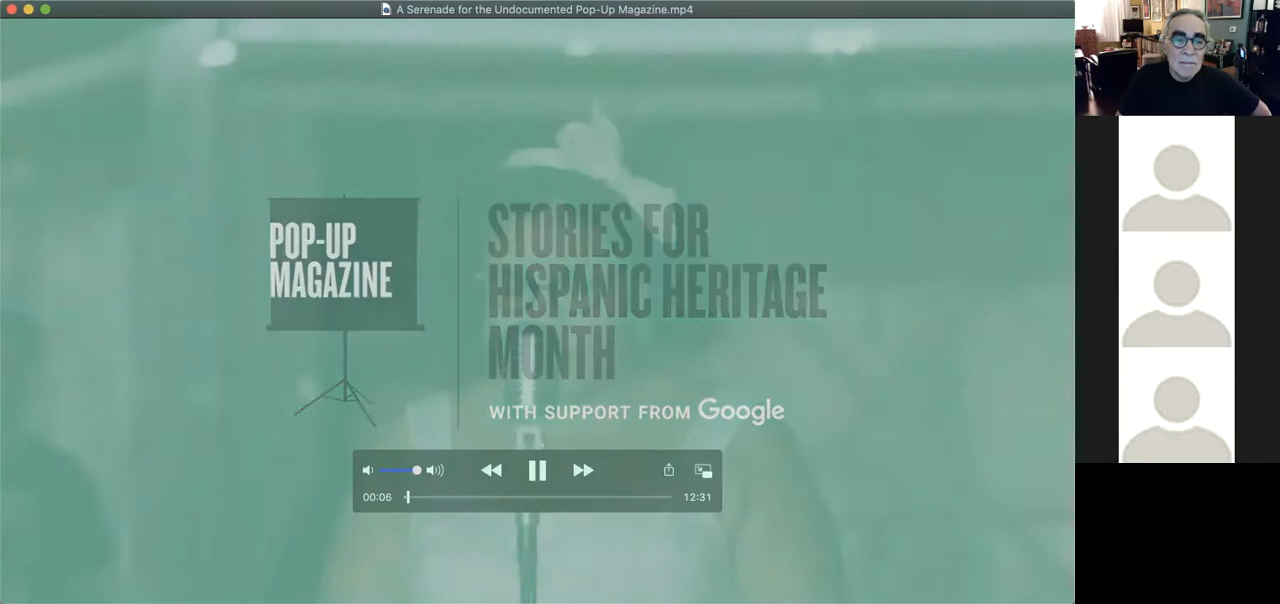 A Serenade for the Undocumented Pop-Up Magazine.mp4
POP-UP
MAGAZINE
STORIES FOR
HISPANIC HERITAGE
MONTH
WITH SUPPORT FROM Google
00:06
12:31